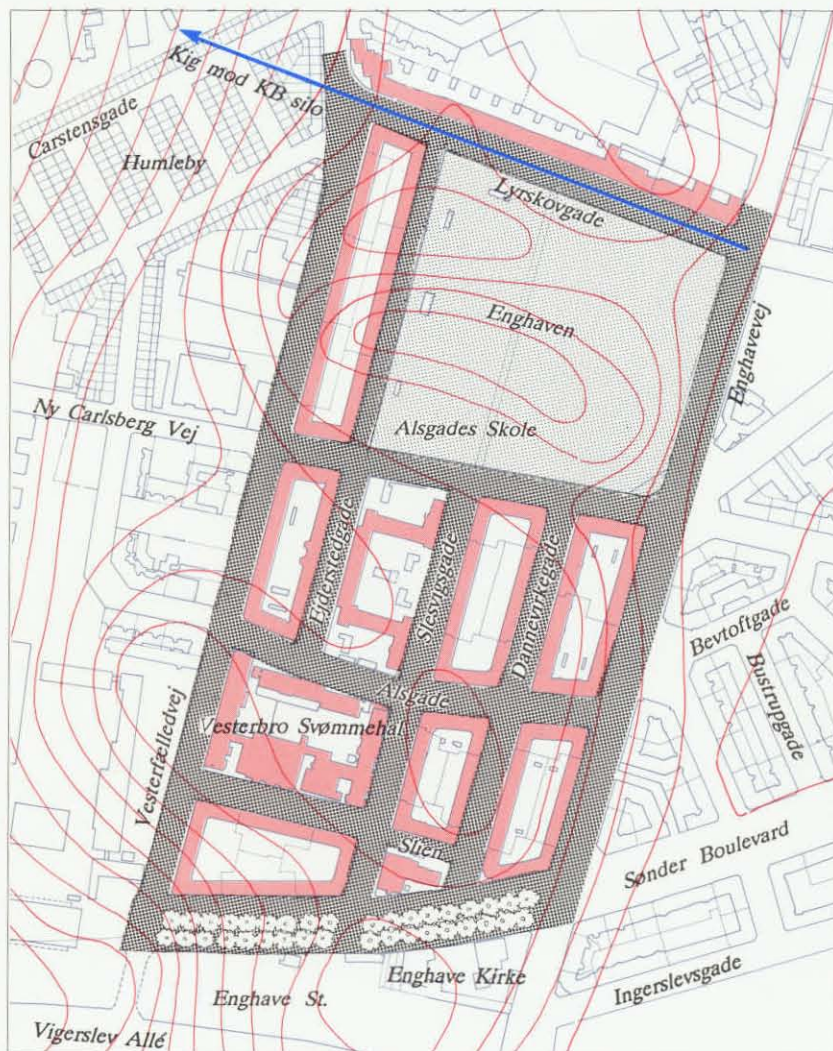 Kig mod KB silo
Carstensgade
Humleby
Lyrskovgade
Enghaven
Enghavevej
Ny Carlsberg Vej
Alsgades Skole
Ejderstedgade
Slesvigsgade
Dannevirkegade
Bevtoftgade
Bustrupgade
Alsgade
Vesterbro Svømmehal
Vesterfælledvej
Slien
Sønder Boulevard
Enghave Kirke
Ingerslevsgade
Enghave St.
Vigerslev Allé